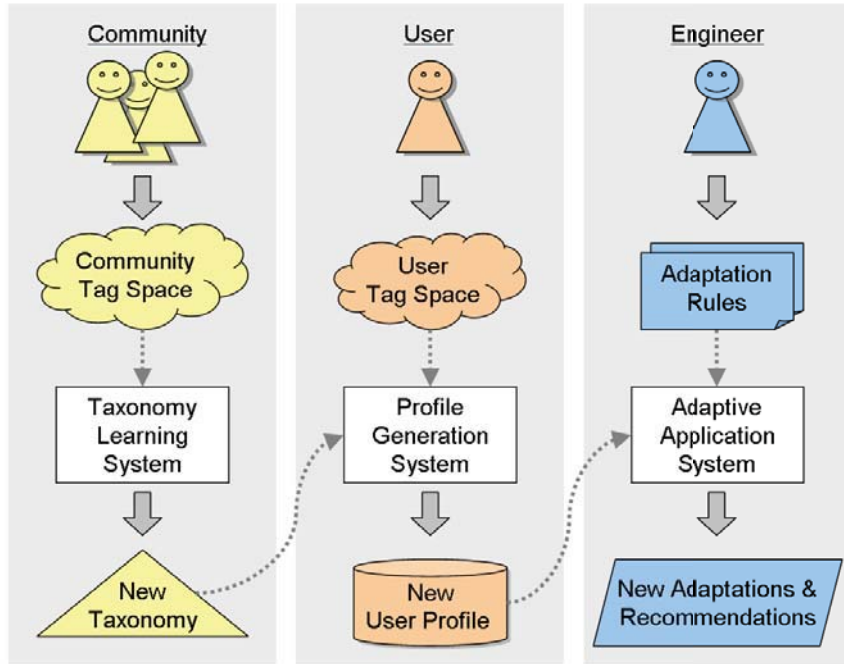 Community
Community
Tag Space
Taxonomy
Learning
System
New
Taxonomy
User
User
Tag Space
Profile
Generation
System
New
User Profile
Engineer
Adaptation
Rules
Adaptive
Application
System
New Adaptations &
Recommendations